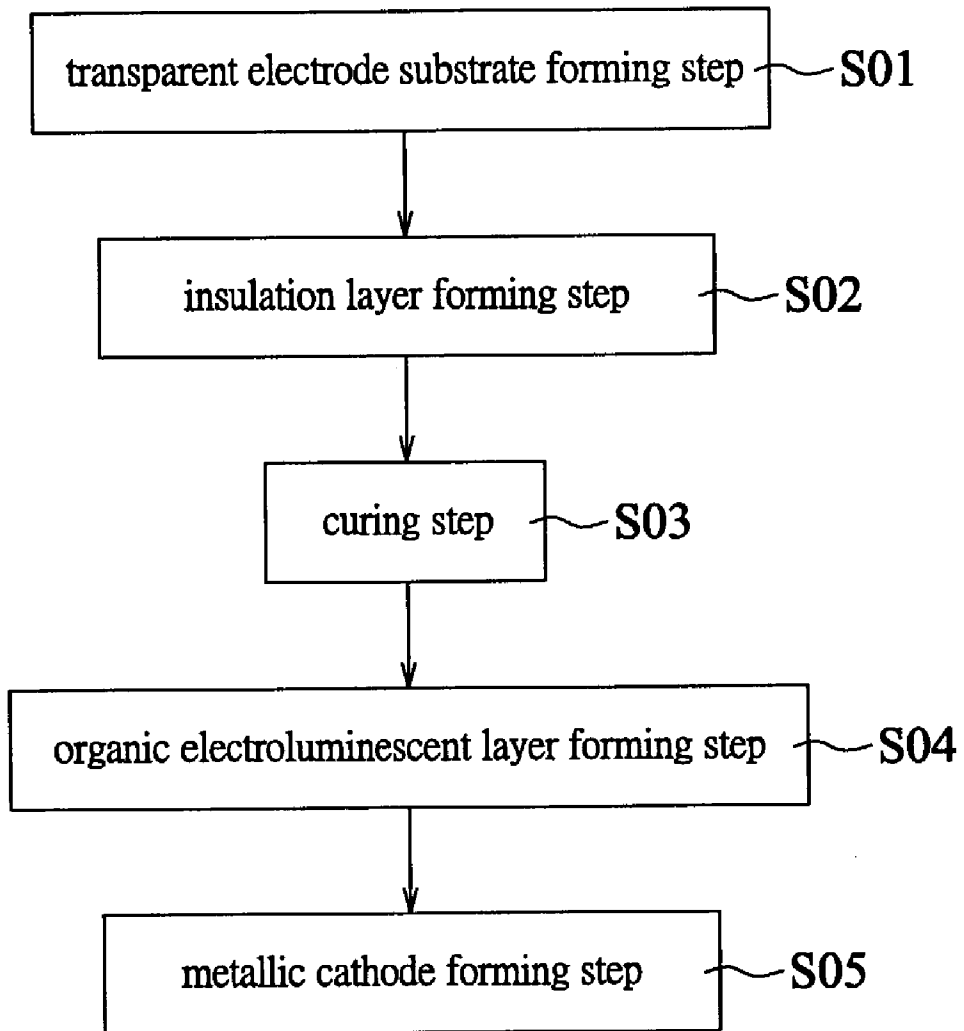 transparent electrode substrate forming step S01
insulation layer forming step S02
curing step S03
organic electroluminescent layer forming step S04
metallic cathode forming step S05